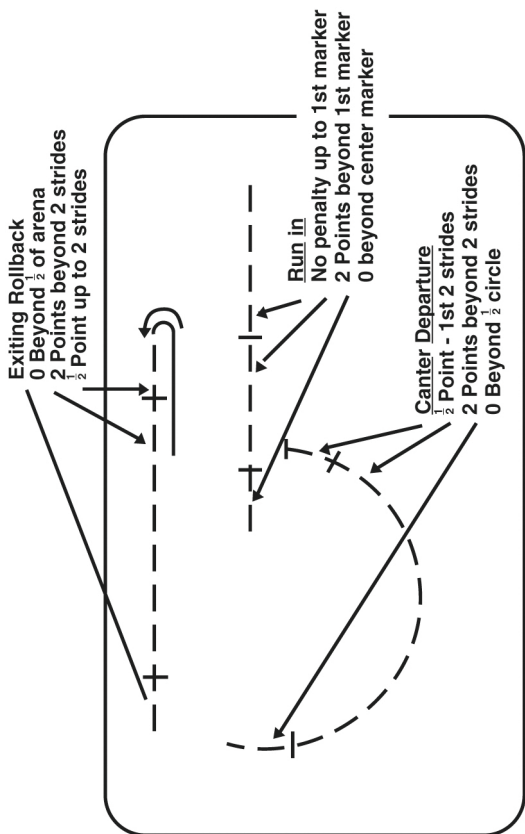 Exiting Rollback
0 Beyond ½ of arena
2 Points beyond 2 strides
½ Point up to 2 strides
Run in
No penalty up to 1st marker
2 Points beyond 1st marker
0 beyond center marker
Canter Departure
½ Point - 1st 2 strides
2 Points beyond 2 strides
0 Beyond ½ circle